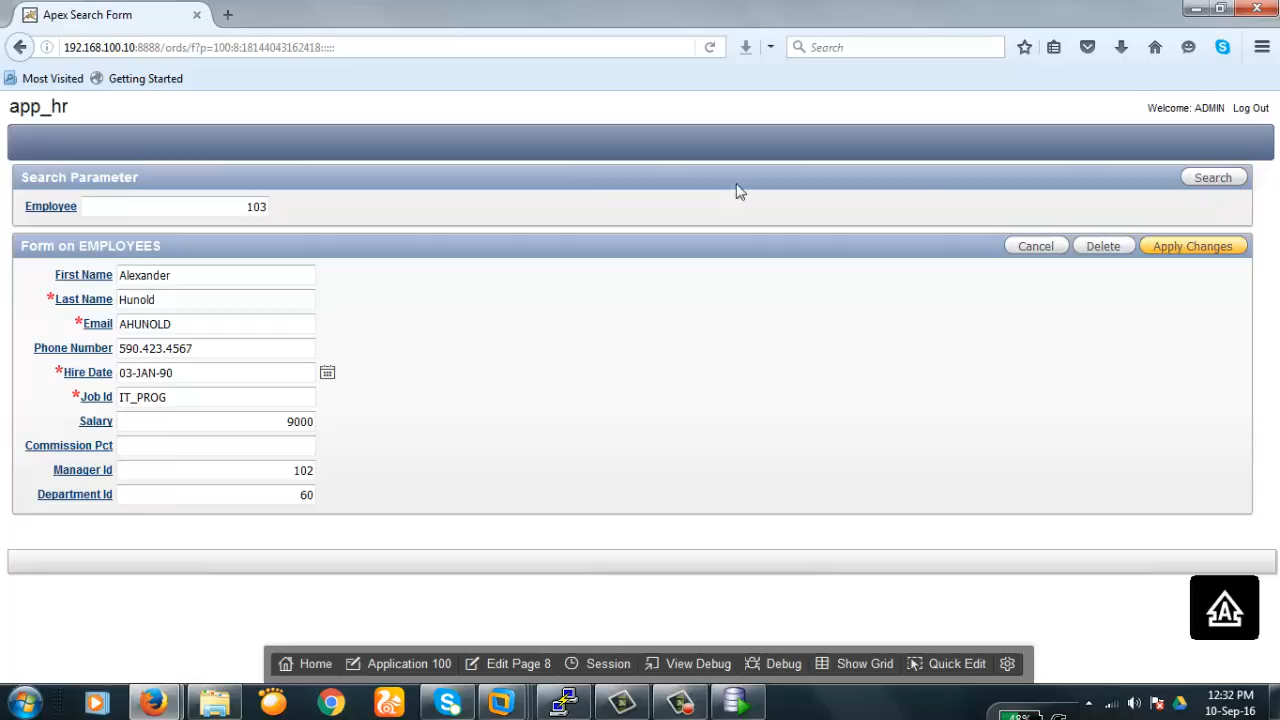 Apex Search Form
192.168.100.10:8888/ords/f?p=100:8:18144043162418:::::
Search
Most Visited Getting Started
app_hr
Welcome: ADMIN Log Out
Search Parameter
Search
Employee 103
Form on EMPLOYEES
Cancel Delete Apply Changes
First Name Alexander
*Last Name Hunold
*Email AHUNOLD
Phone Number 590.423.4567
*Hire Date 03-JAN-90
*Job Id IT_PROG
Salary 9000
Commission Pct
Manager Id 102
Department Id 60
A
Home Application 100 Edit Page 8 Session View Debug Debug Show Grid Quick Edit
12:32 PM
10-Sep-16
48%